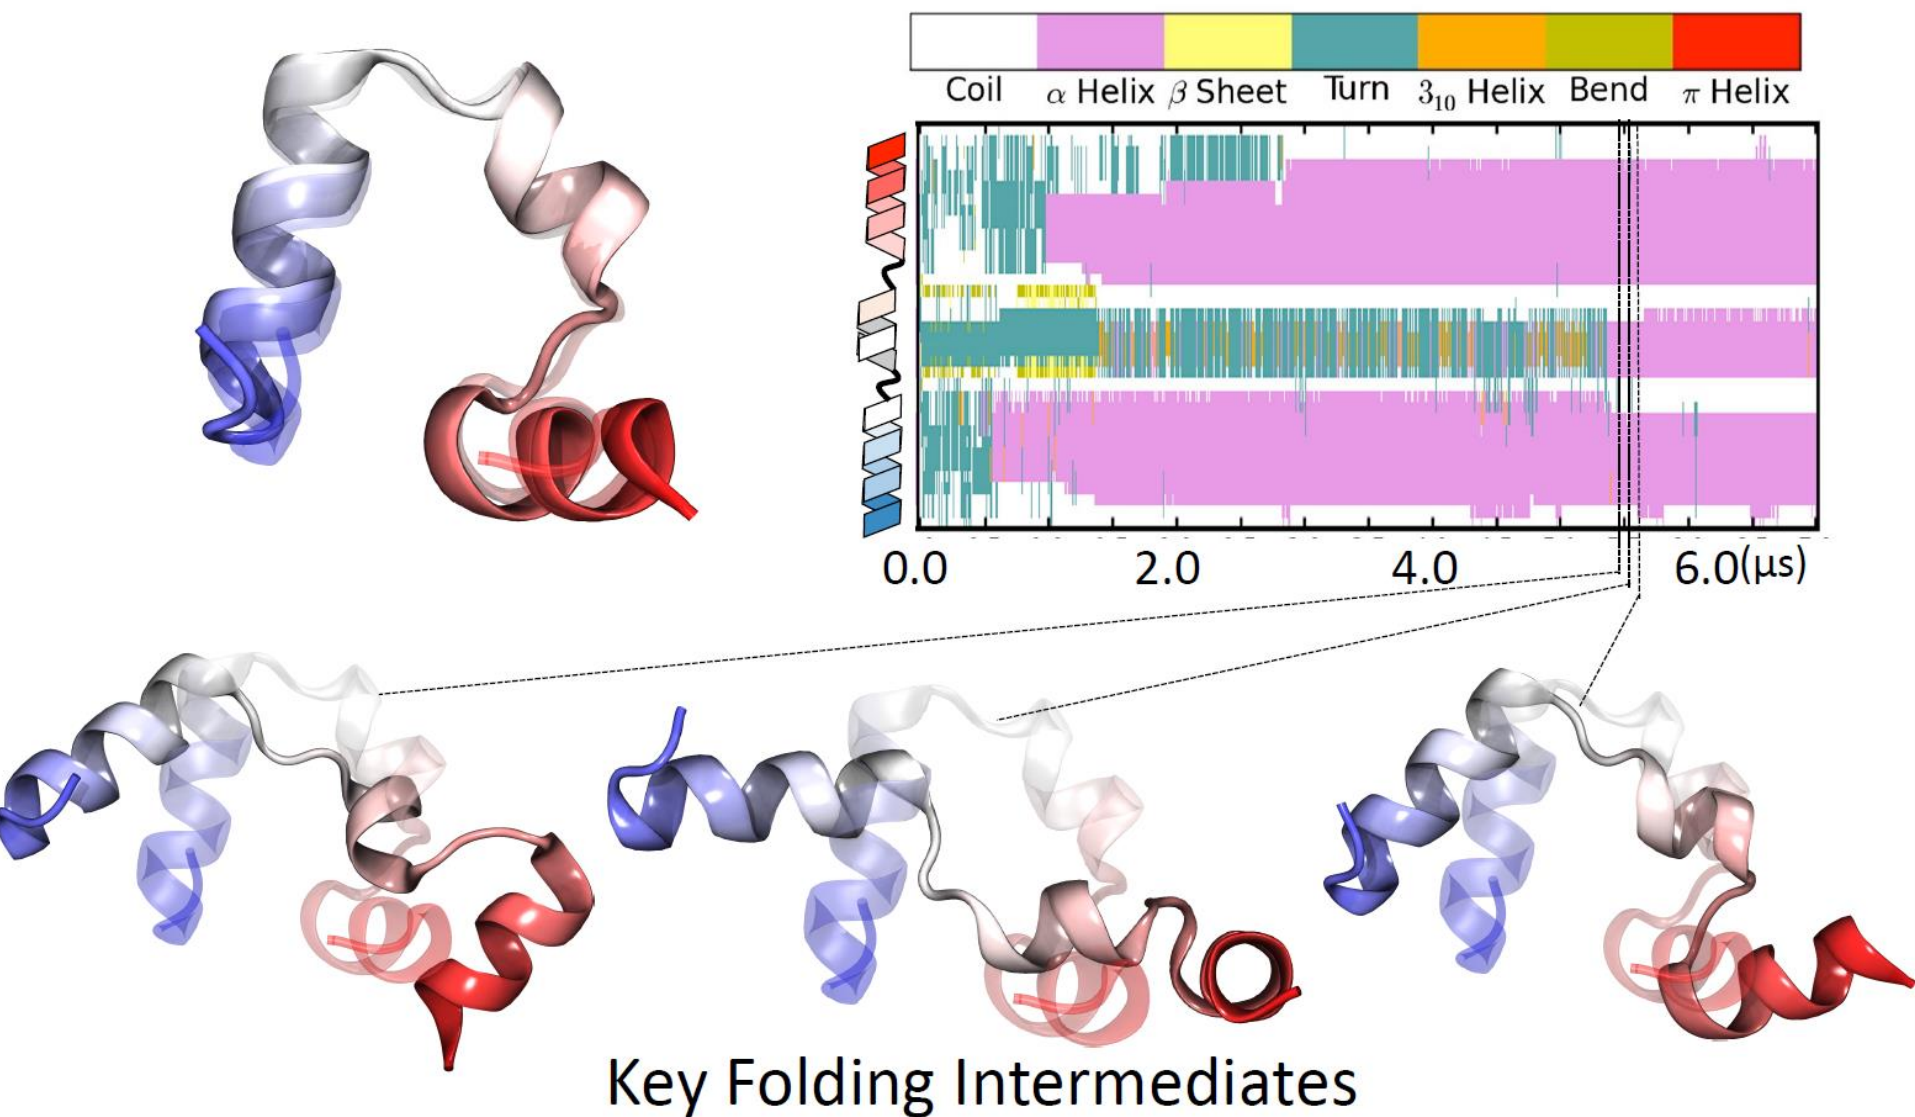 Coil α Helix β Sheet Turn 3₁₀ Helix Bend π Helix
0.0 2.0 4.0 6.0(μs)
Key Folding Intermediates